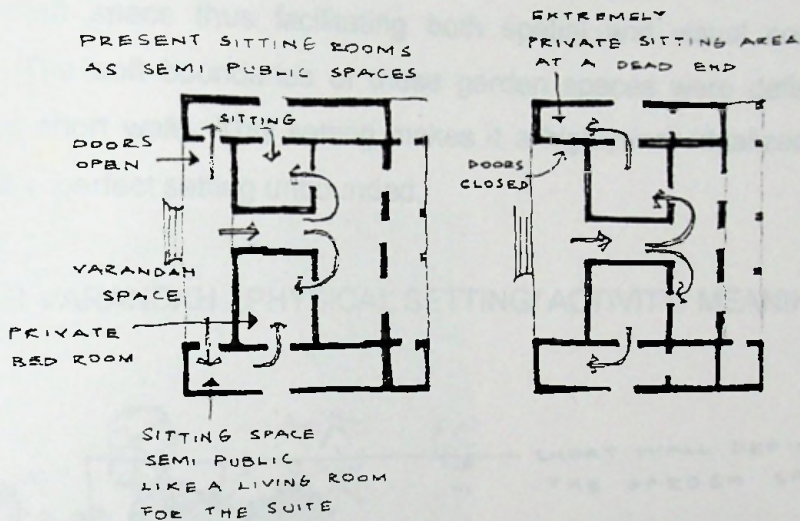 PRESENT SITTING ROOMS
AS SEMI PUBLIC SPACES
SITTING
DOORS
OPEN
VARANDAH
SPACE
PRIVATE
BED ROOM
SITTING SPACE
SEMI PUBLIC
LIKE A LIVING ROOM
FOR THE SUITE
EXTREMELY
PRIVATE SITTING AREA
AT A DEAD END
DOORS
CLOSED